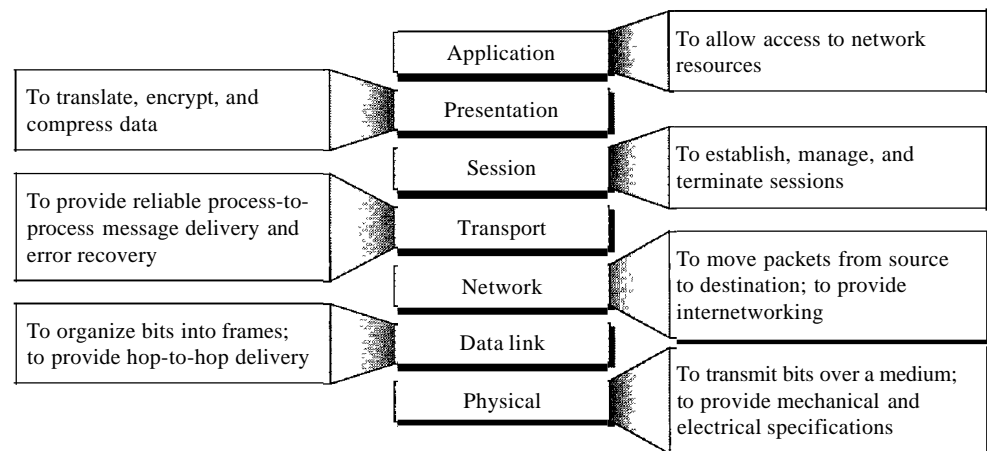 Application
To allow access to network
resources
To translate, encrypt, and
compress data
Presentation
Session
To establish, manage, and
terminate sessions
To provide reliable process-to-
process message delivery and
error recovery
Transport
Network
To move packets from source
to destination; to provide
internetworking
To organize bits into frames;
to provide hop-to-hop delivery
Data link
Physical
To transmit bits over a medium;
to provide mechanical and
electrical specifications